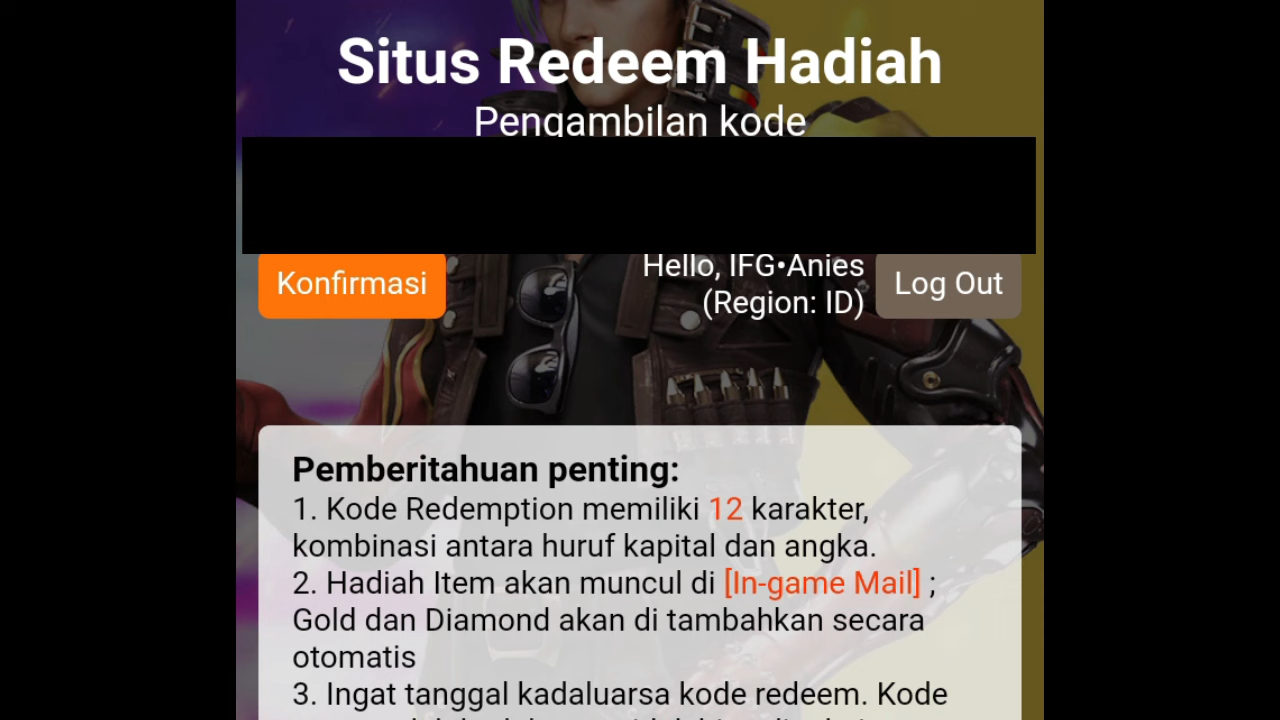 Situs Redeem Hadiah
Pengambilan kode
Konfirmasi
Hello, IFG•Anies
(Region: ID)
Log Out
Pemberitahuan penting:
1. Kode Redemption memiliki 12 karakter,
kombinasi antara huruf kapital dan angka.
2. Hadiah Item akan muncul di [In-game Mail] ;
Gold dan Diamond akan di tambahkan secara
otomatis
3. Ingat tanggal kadaluarsa kode redeem. Kode